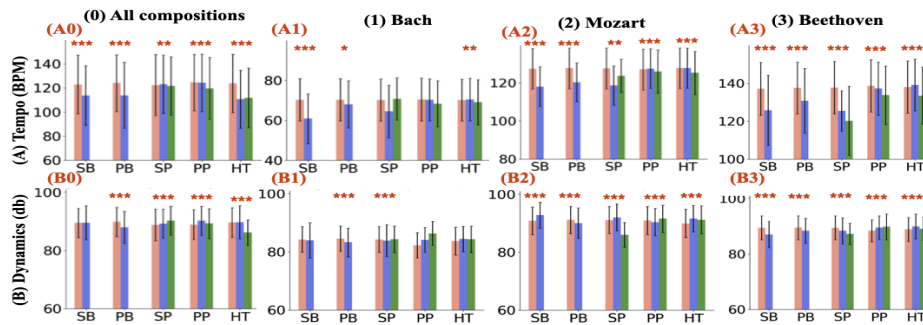 (0) All compositions (1) Bach (2) Mozart (3) Beethoven
(A0) (A1) (A2) (A3)
*** *** ** *** *** *** * ** *** *** ** *** *** *** *** *** *** ***
(A) Tempo (BPM)
120 100 80 60
80 60 40
120 100 80
140 120 100
SB PB SP PP HT SB PB SP PP HT SB PB SP PP HT SB PB SP PP HT
(B0) (B1) (B2) (B3)
*** *** *** *** *** *** *** *** *** *** *** *** *** *** *** ***
(B) Dynamics (db)
100 90 80 60
100 80 60
100 80 60
100 80 60
SB PB SP PP HT SB PB SP PP HT SB PB SP PP HT SB PB SP PP HT